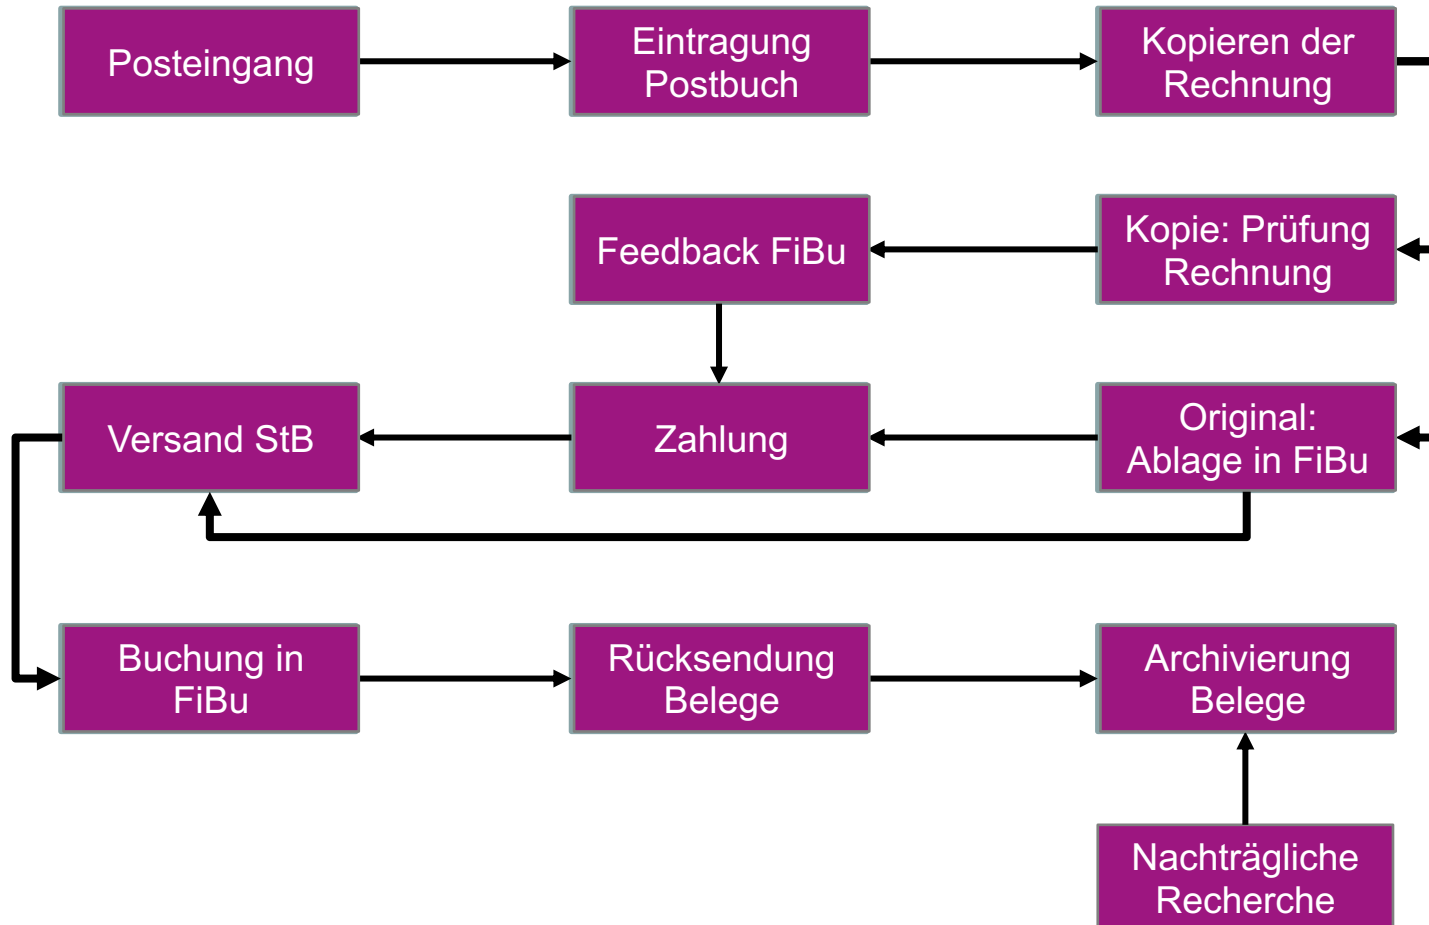 Posteingang
Eintragung
Postbuch
Kopieren der
Rechnung
Feedback FiBu
Kopie: Prüfung
Rechnung
Versand StB
Zahlung
Original:
Ablage in FiBu
Buchung in
FiBu
Rücksendung
Belege
Archivierung
Belege
Nachträgliche
Recherche